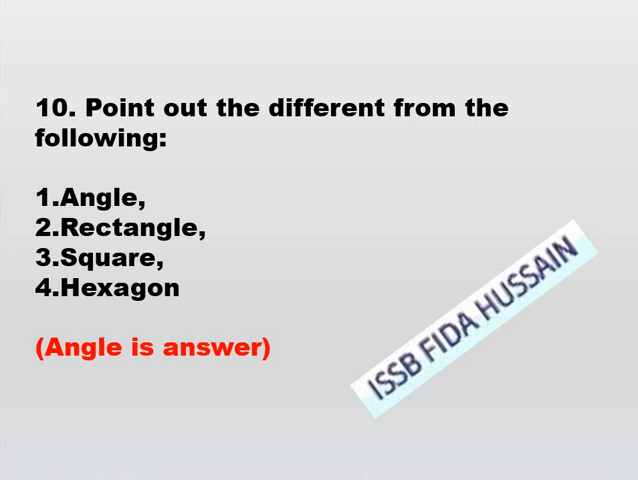 10. Point out the different from the
following:
1.Angle,
2.Rectangle,
3.Square,
4.Hexagon
(Angle is answer)
ISSB FIDA HUSSAIN